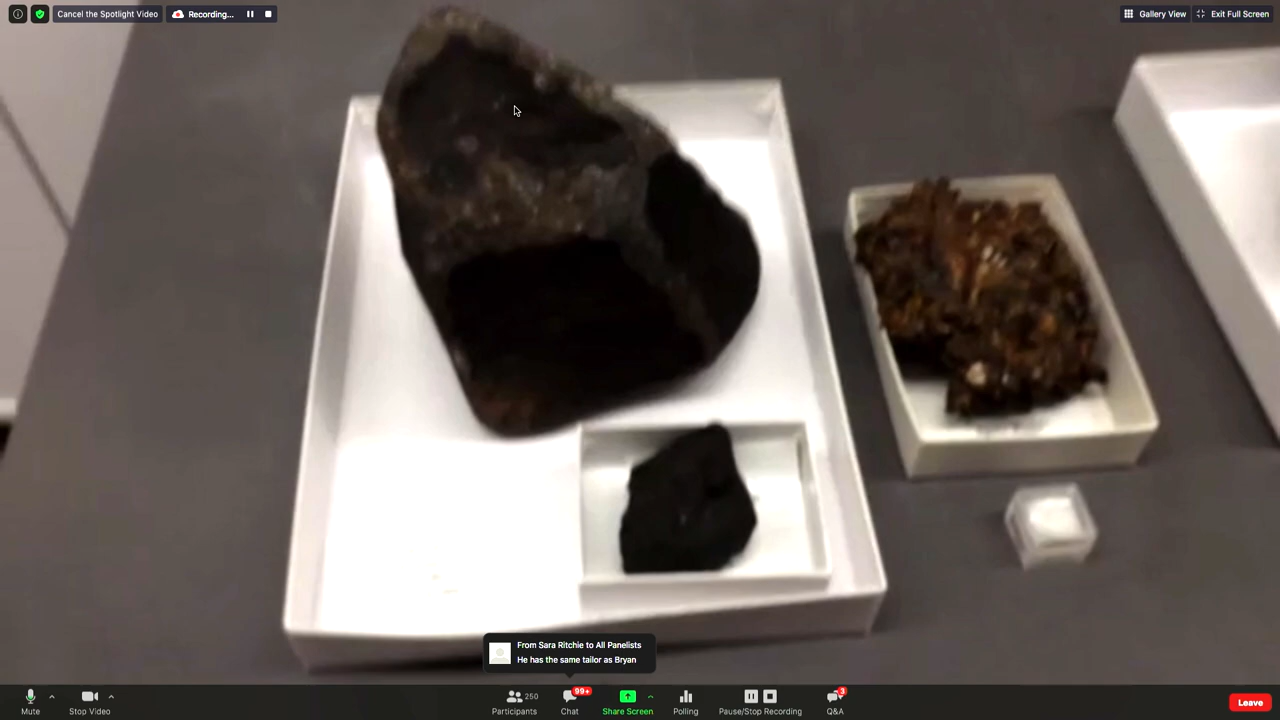 Cancel the Spotlight Video
Recording...
Gallery View
Exit Full Screen
From Sara Ritchie to All Panelists
He has the same tailor as Bryan
Mute
Stop Video
250
Participants
99+
Chat
Share Screen
Polling
Pause/Stop Recording
3
Q&A
Leave